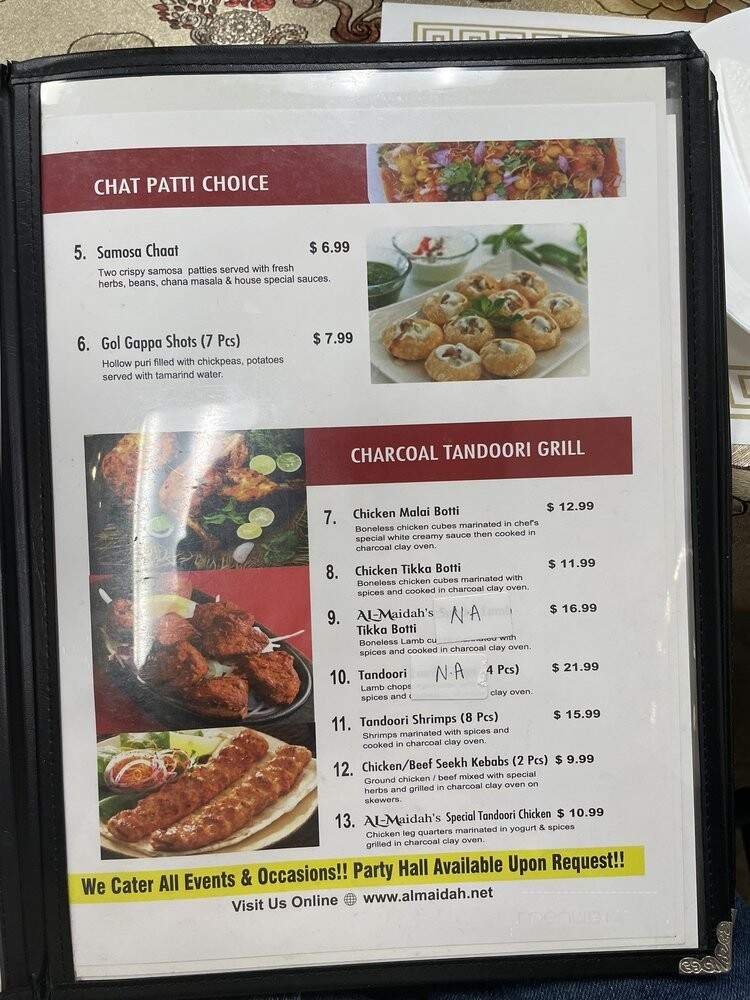 CHAT PATTI CHOICE
5. Samosa Chaat $ 6.99
Two crispy samosa patties served with fresh
herbs, beans, chana masala & house special sauces.
6. Gol Gappa Shots (7 Pcs) $ 7.99
Hollow puri filled with chickpeas, potatoes
served with tamarind water.
CHARCOAL TANDOORI GRILL
7. Chicken Malai Botti $ 12.99
Boneless chicken cubes marinated in chef's
special white creamy sauce then cooked in
charcoal clay oven.
8. Chicken Tikka Botti $ 11.99
Boneless chicken cubes marinated with
spices and cooked in charcoal clay oven.
9. AL-Maidah's NA $ 16.99
Tikka Botti
Boneless Lamb with
spices and cooked in charcoal clay oven.
10. Tandoori N.A 4 Pcs) $ 21.99
Lamb chops
spices and clay oven.
11. Tandoori Shrimps (8 Pcs) $ 15.99
Shrimps marinated with spices and
cooked in charcoal clay oven.
12. Chicken/Beef Seekh Kebabs (2 Pcs) $ 9.99
Ground chicken / beef mixed with special
herbs and grilled in charcoal clay oven on
skewers.
13. AL-Maidah's Special Tandoori Chicken $ 10.99
Chicken leg quarters marinated in yogurt & spices
grilled in charcoal clay oven.
We Cater All Events & Occasions!! Party Hall Available Upon Request!!
Visit Us Online www.almaidah.net